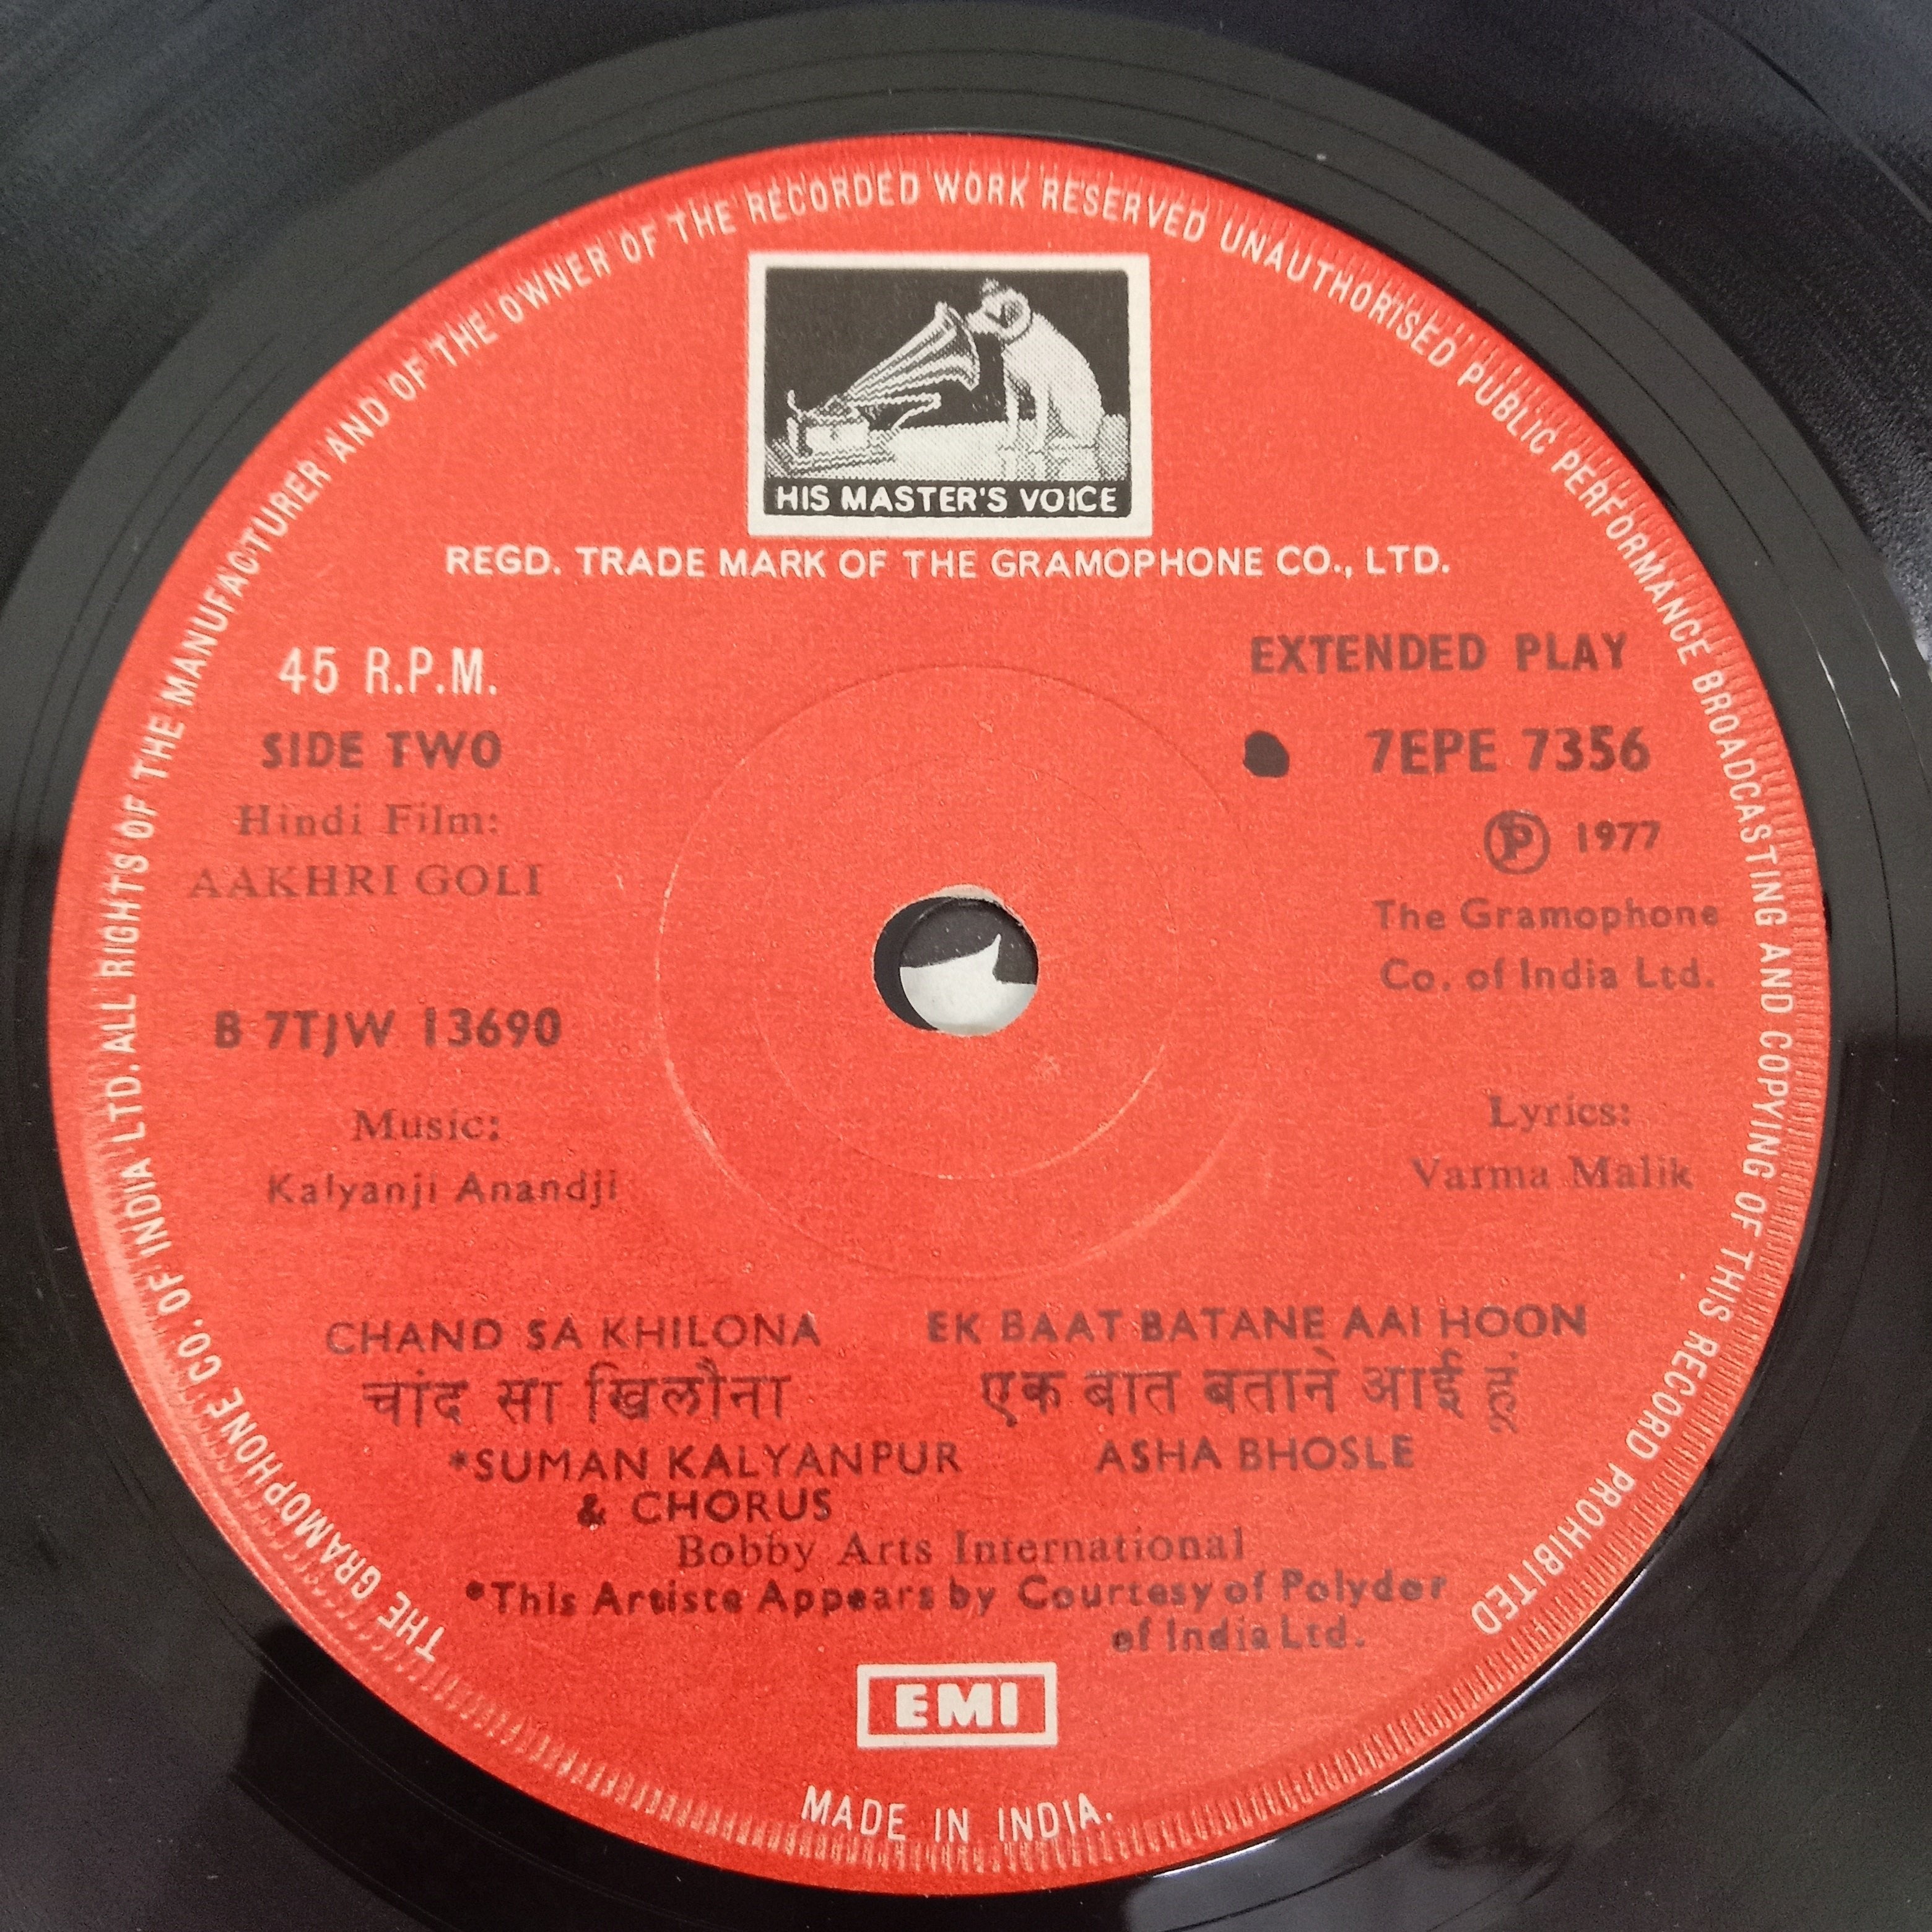 THE GRAMOPHONE CO. OF INDIA LTD. ALL RIGHTS OF THE MANUFACTURER AND OF THE OWNER OF THE RECORDED WORK RESERVED UNAUTHORISED PUBLIC PERFORMANCE BROADCASTING AND COPYING OF THIS RECORD PROHIBITED
HIS MASTER'S VOICE
REGD. TRADE MARK OF THE GRAMOPHONE CO., LTD.
45 R.P.M.
EXTENDED PLAY
SIDE TWO
7EPE 7356
Hindi Film:
AAKHRI GOLI
Ⓟ 1977
The Gramophone
Co. of India Ltd.
B 7TJW 13690
Music:
Kalyanji Anandji
Lyrics:
Varma Malik
CHAND SA KHILONA
चांद सा खिलौना
*SUMAN KALYANPUR
& CHORUS
EK BAAT BATANE AAI HOON
एक बात बताने आई हूं
ASHA BHOSLE
Bobby Arts International
*This Artiste Appears by Courtesy of Polydor
of India Ltd.
EMI
MADE IN INDIA.